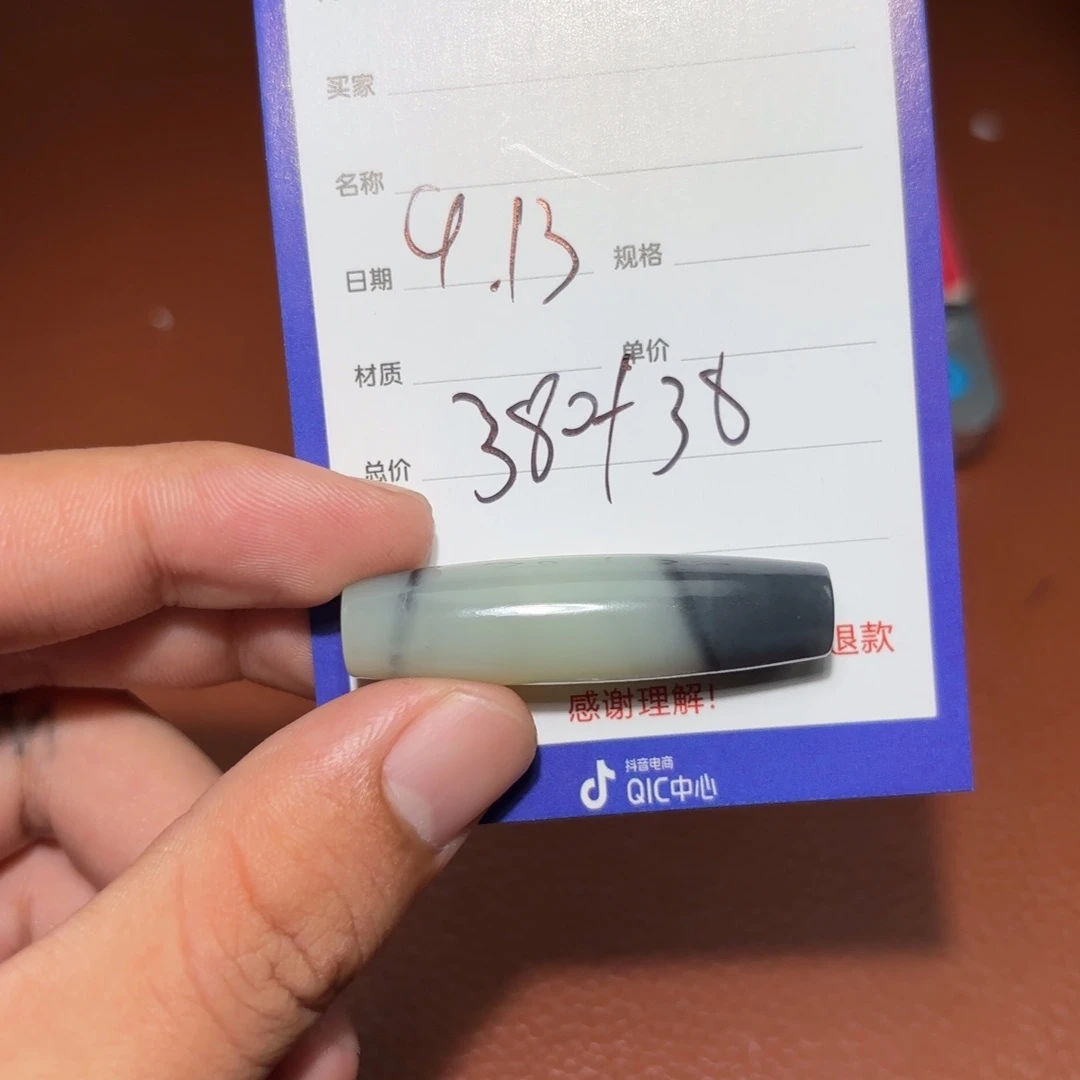 买家
名称
日期 9.13 规格
材质 单价
总价 38
退款
感谢理解!
抖音电商
QIC中心